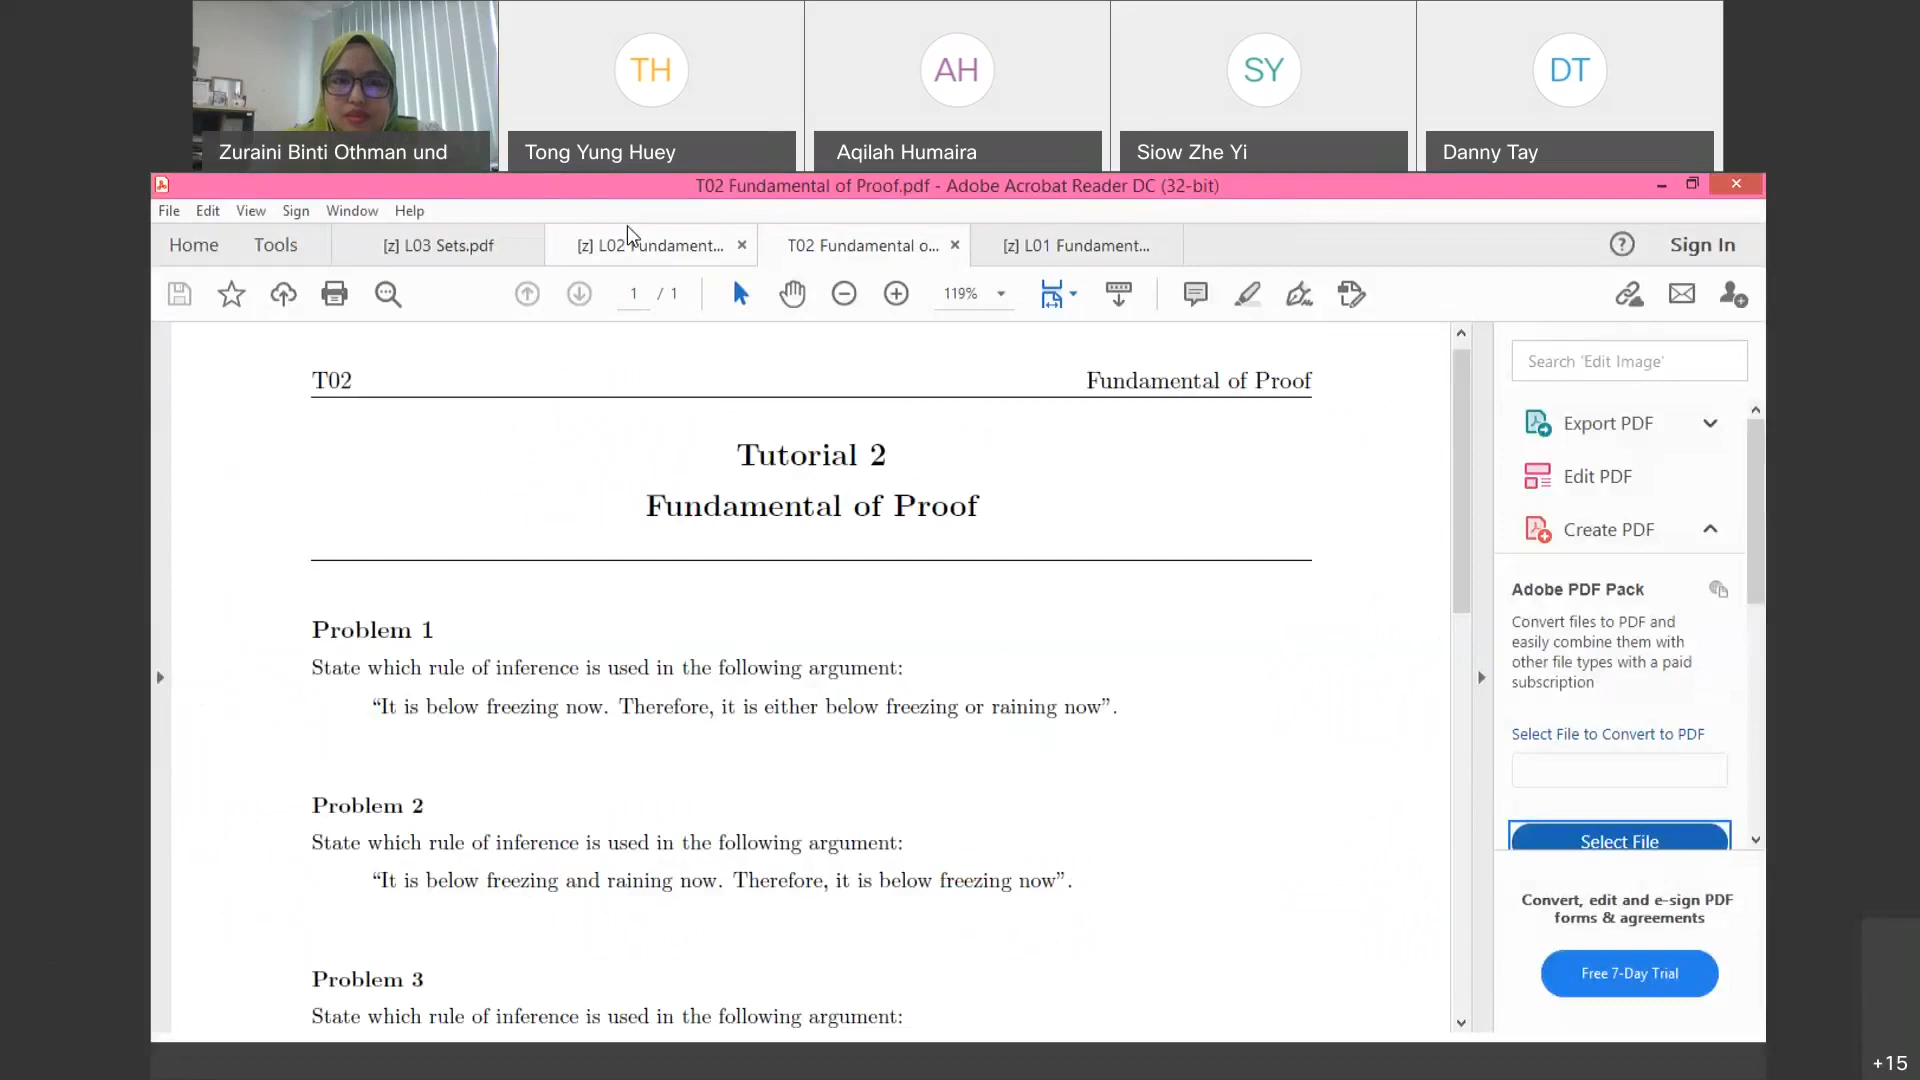 TH
AH
SY
DT
Zuraini Binti Othman und
Tong Yung Huey
Aqilah Humaira
Siow Zhe Yi
Danny Tay
T02 Fundamental of Proof.pdf - Adobe Acrobat Reader DC (32-bit)
File Edit View Sign Window Help
Home Tools [z] L03 Sets.pdf [z] L02 Fundament... T02 Fundamental o... [z] L01 Fundament... Sign In
1 / 1 119%
T02 Fundamental of Proof
Tutorial 2
Fundamental of Proof
Problem 1
State which rule of inference is used in the following argument:
“It is below freezing now. Therefore, it is either below freezing or raining now”.
Problem 2
State which rule of inference is used in the following argument:
“It is below freezing and raining now. Therefore, it is below freezing now”.
Problem 3
State which rule of inference is used in the following argument:
Search 'Edit Image'
Export PDF
Edit PDF
Create PDF
Adobe PDF Pack
Convert files to PDF and
easily combine them with
other file types with a paid
subscription
Select File to Convert to PDF
Select File
Convert, edit and e-sign PDF
forms & agreements
Free 7-Day Trial
+15